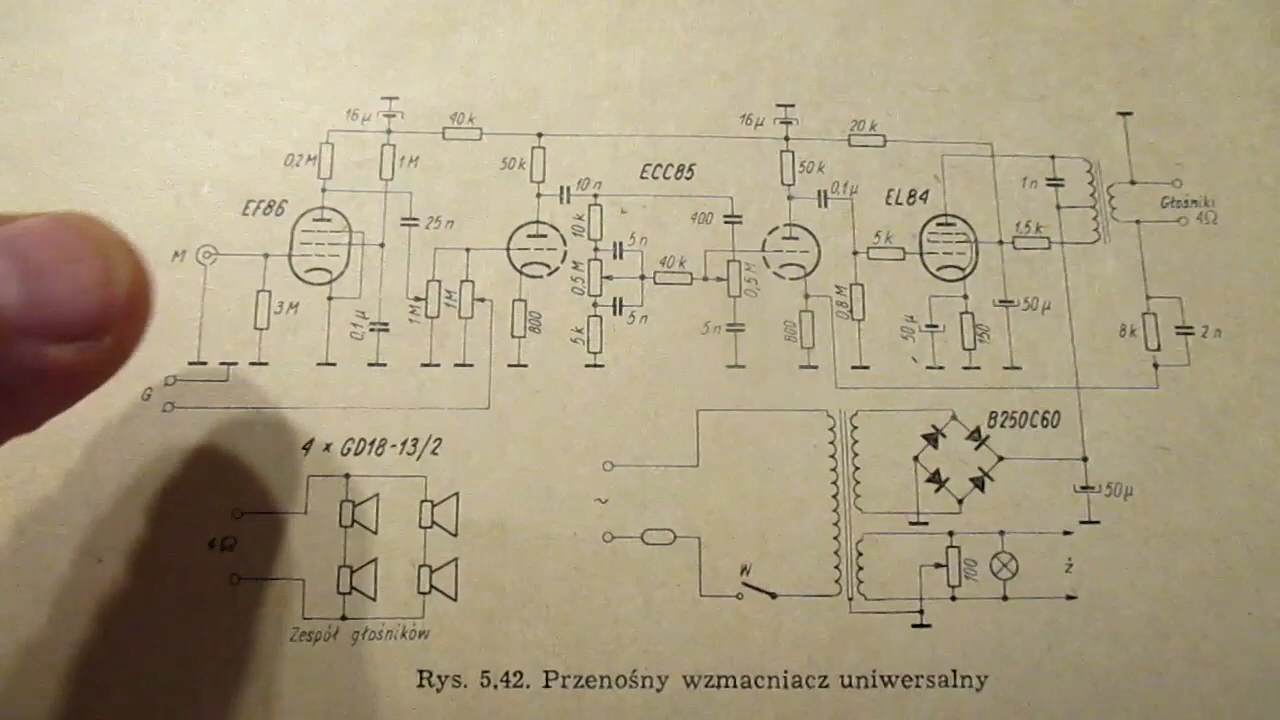 16μ
40k
16μ
20k
0,2M
1M
50k
ECC85
50k
1n
EF86
10n
0,1μ
EL84
Głośniki
4Ω
25n
10k
400
M
5n
40k
5k
1,5k
3M
0,1μ
1M
1M
800
0,5M
5n
5k
0,5M
5n
800
0,8M
50μ
150
50μ
8k
2n
G
4 × GD18-13/2
B250C60
50μ
~
4Ω
W
100
ż
Zespół głośników
Rys. 5.42. Przenośny wzmacniacz uniwersalny